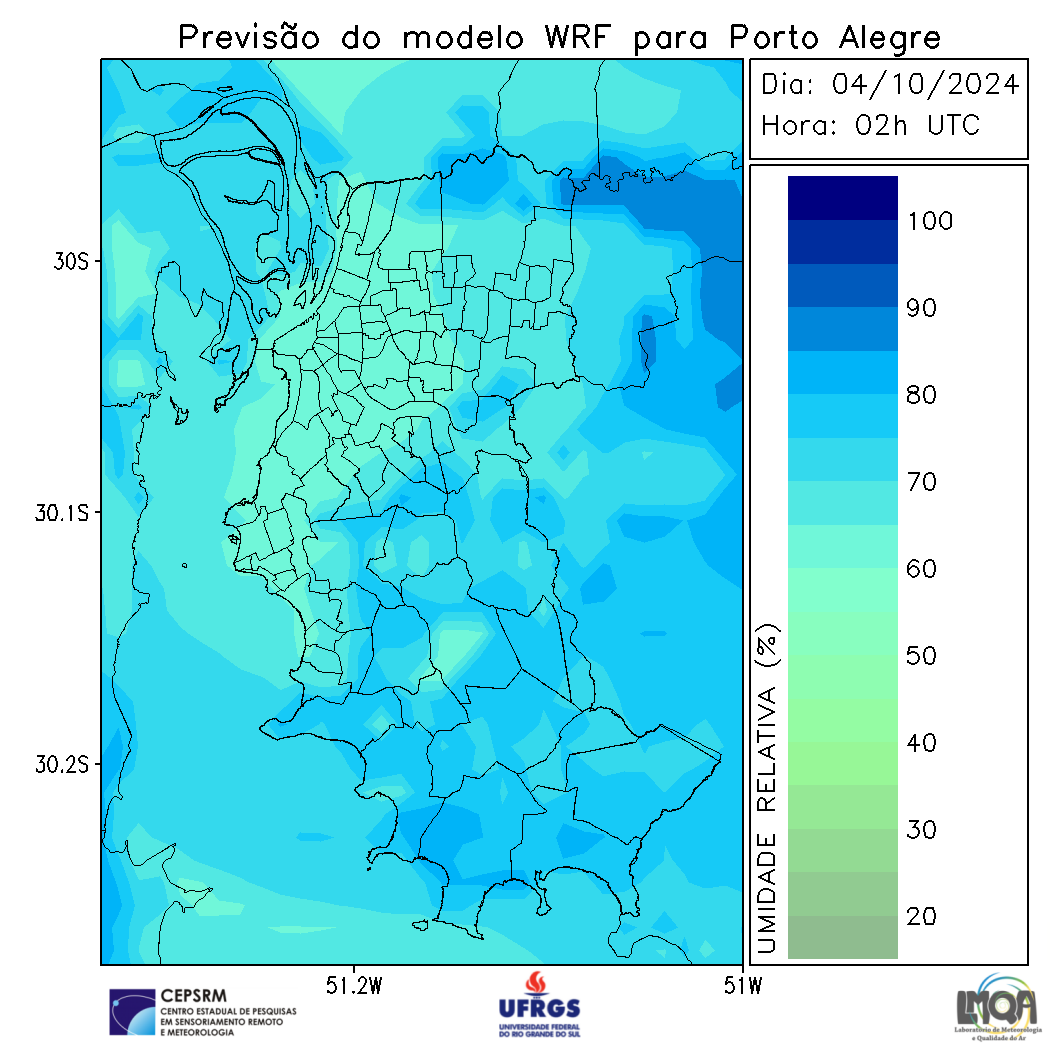 Previsão do modelo WRF para Porto Alegre
Dia: 04/10/2024
Hora: 02h UTC
30S
30.1S
30.2S
51.2W
51W
UMIDADE RELATIVA (%)
100
90
80
70
60
50
40
30
20
CEPSRM
CENTRO ESTADUAL DE PESQUISAS
EM SENSORIAMENTO REMOTO
E METEOROLOGIA
UFRGS
UNIVERSIDADE FEDERAL
DO RIO GRANDE DO SUL
LMQA
Laboratório de Meteorologia
e Qualidade do Ar